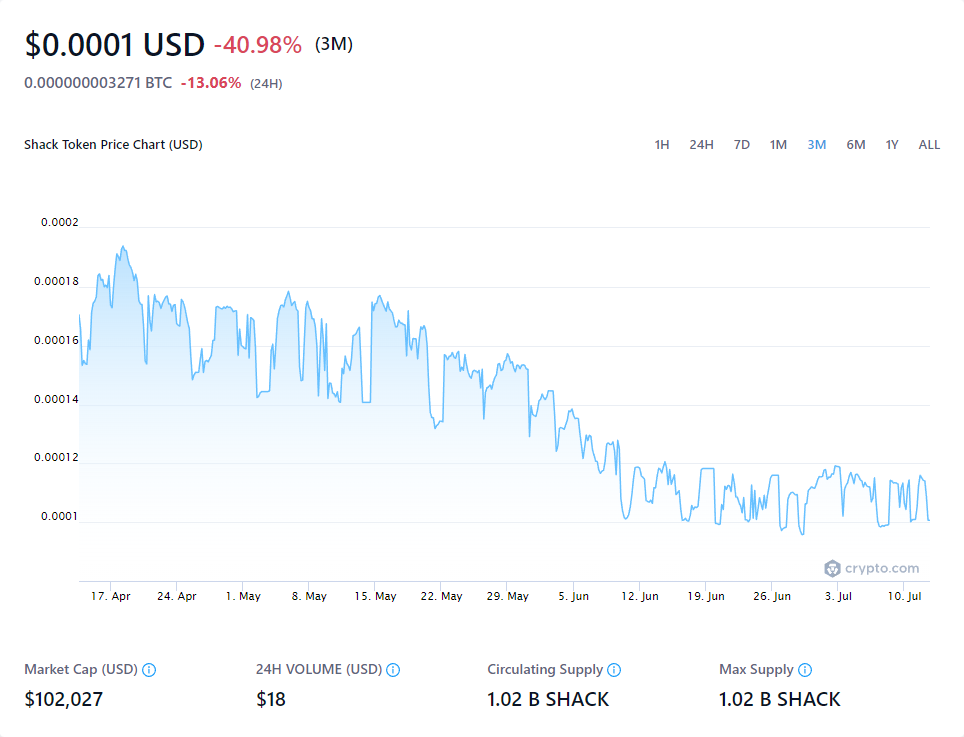 $0.0001 USD -40.98% (3M)
0.000000003271 BTC -13.06% (24H)
Shack Token Price Chart (USD) 1H 24H 7D 1M 3M 6M 1Y ALL
0.0002
0.00018
0.00016
0.00014
0.00012
0.0001
crypto.com
17. Apr 24. Apr 1. May 8. May 15. May 22. May 29. May 5. Jun 12. Jun 19. Jun 26. Jun 3. Jul 10. Jul
Market Cap (USD) 24H VOLUME (USD) Circulating Supply Max Supply
$102,027 $18 1.02 B SHACK 1.02 B SHACK